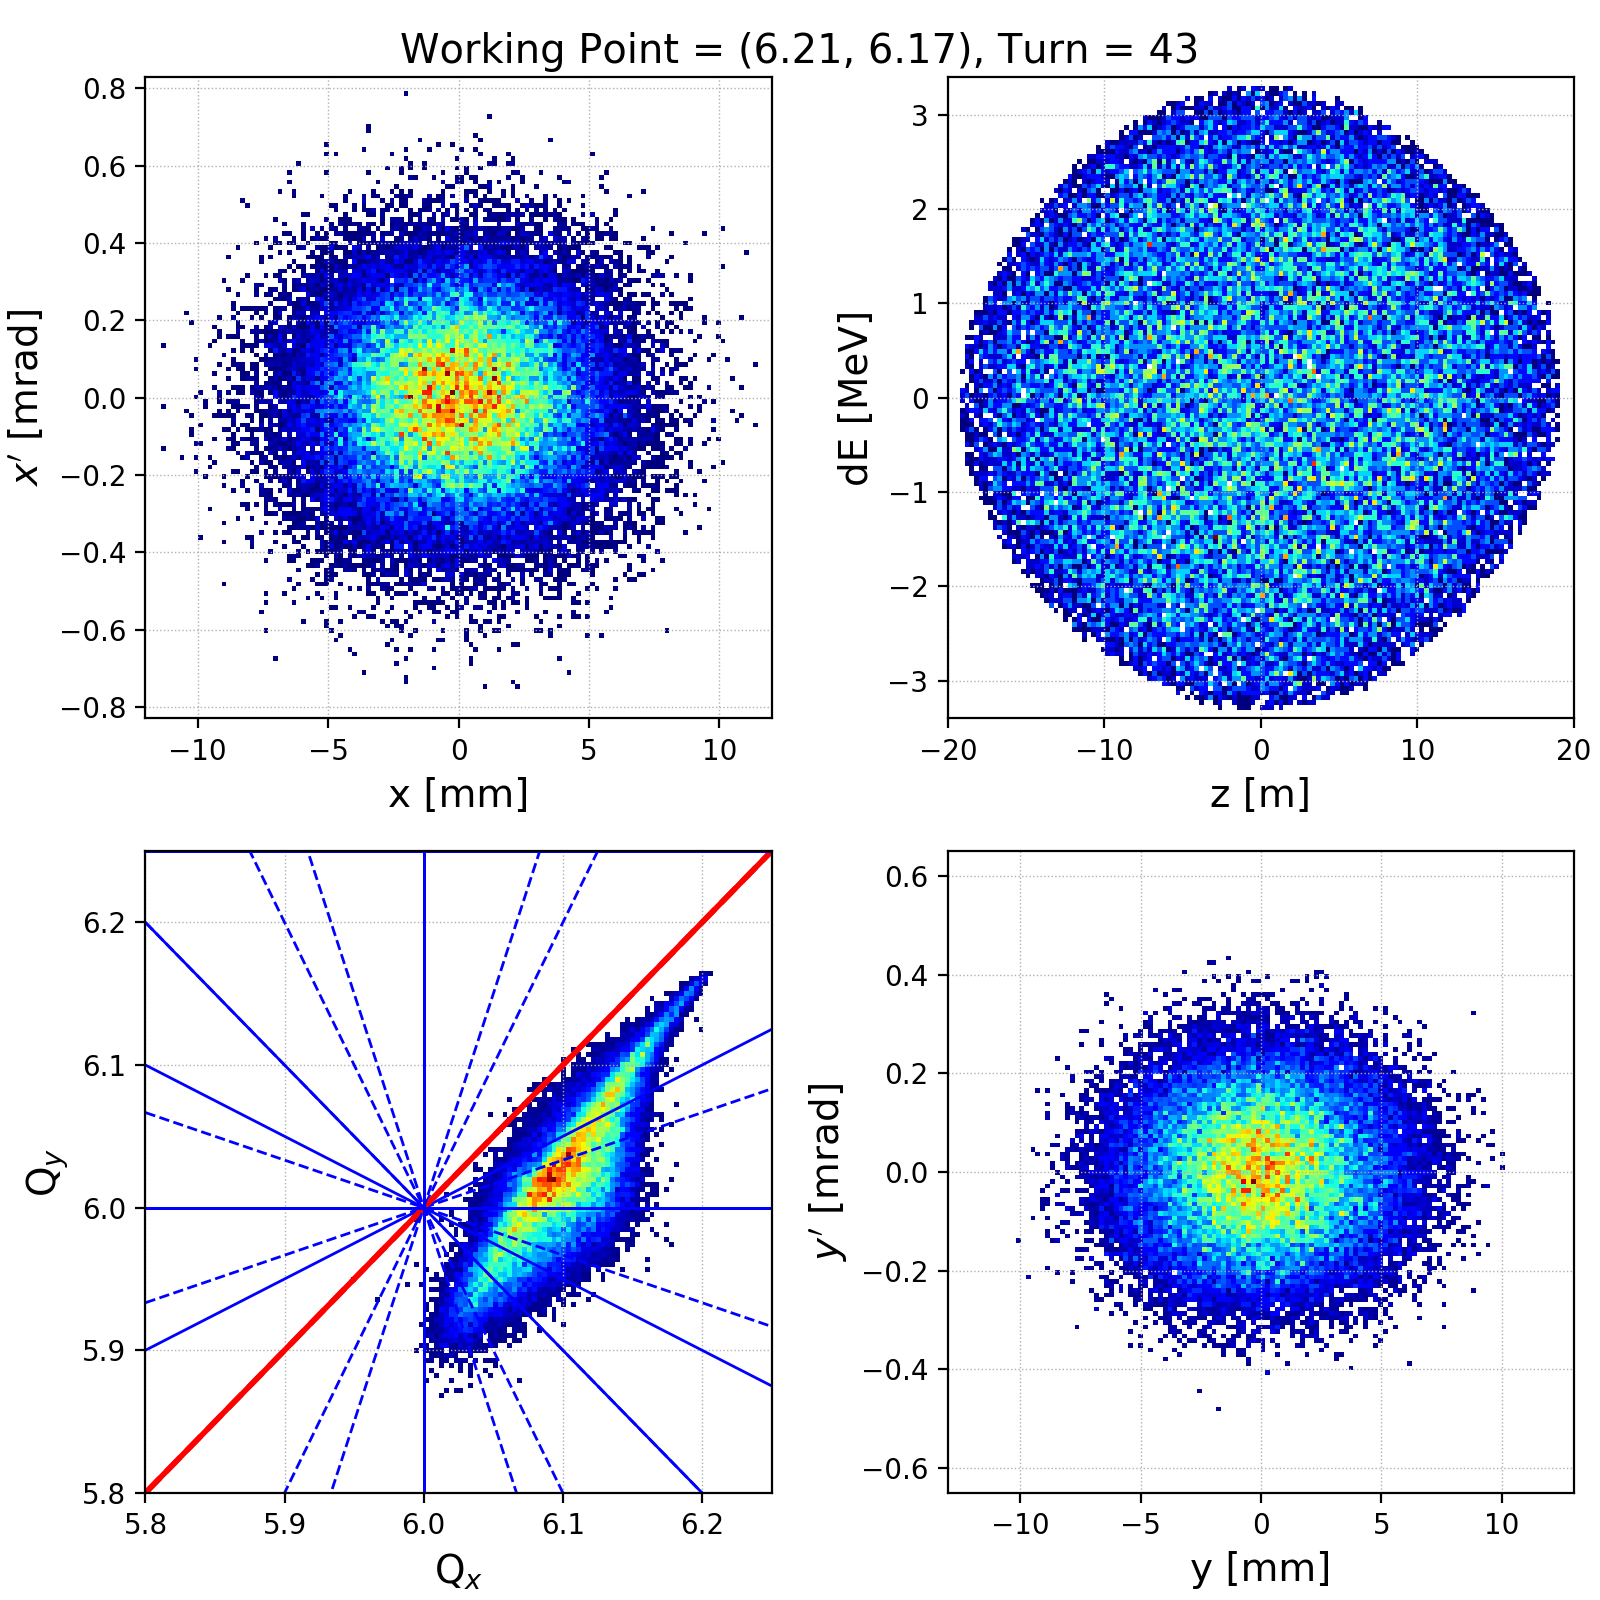 Working Point = (6.21, 6.17), Turn = 43
0.8
0.6
0.4
0.2
0.0
−0.2
−0.4
−0.6
−0.8
x′ [mrad]
−10 −5 0 5 10
x [mm]
3
2
1
0
−1
−2
−3
dE [MeV]
−20 −10 0 10 20
z [m]
6.2
6.1
6.0
5.9
5.8
Qy
5.8 5.9 6.0 6.1 6.2
Qx
0.6
0.4
0.2
0.0
−0.2
−0.4
−0.6
y′ [mrad]
−10 −5 0 5 10
y [mm]